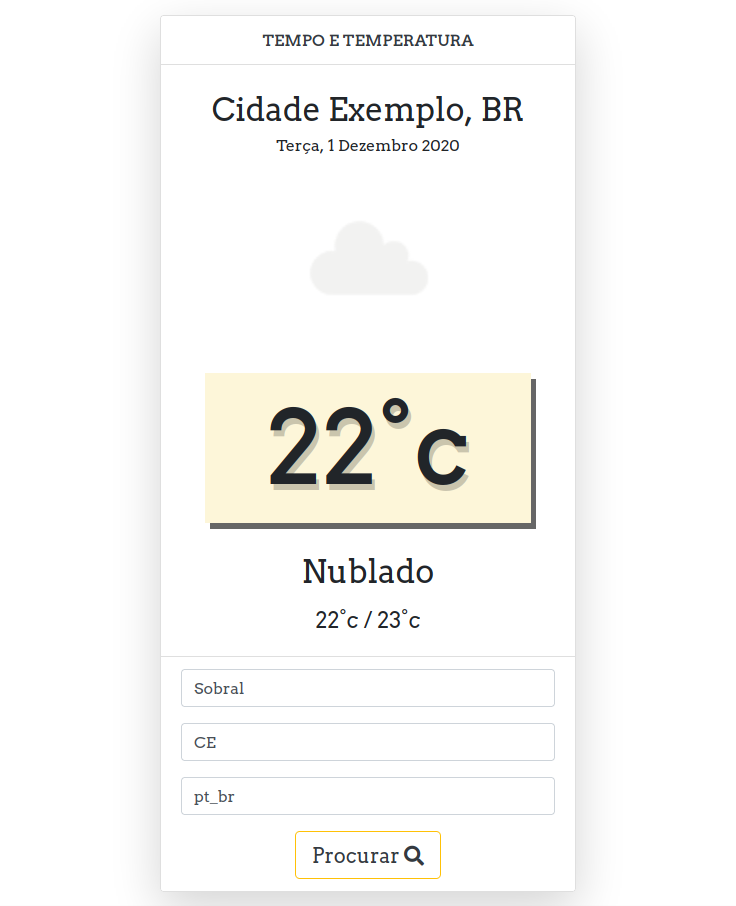 TEMPO E TEMPERATURA
Cidade Exemplo, BR
Terça, 1 Dezembro 2020
22°c
Nublado
22°c / 23°c
Sobral
CE
pt_br
Procurar